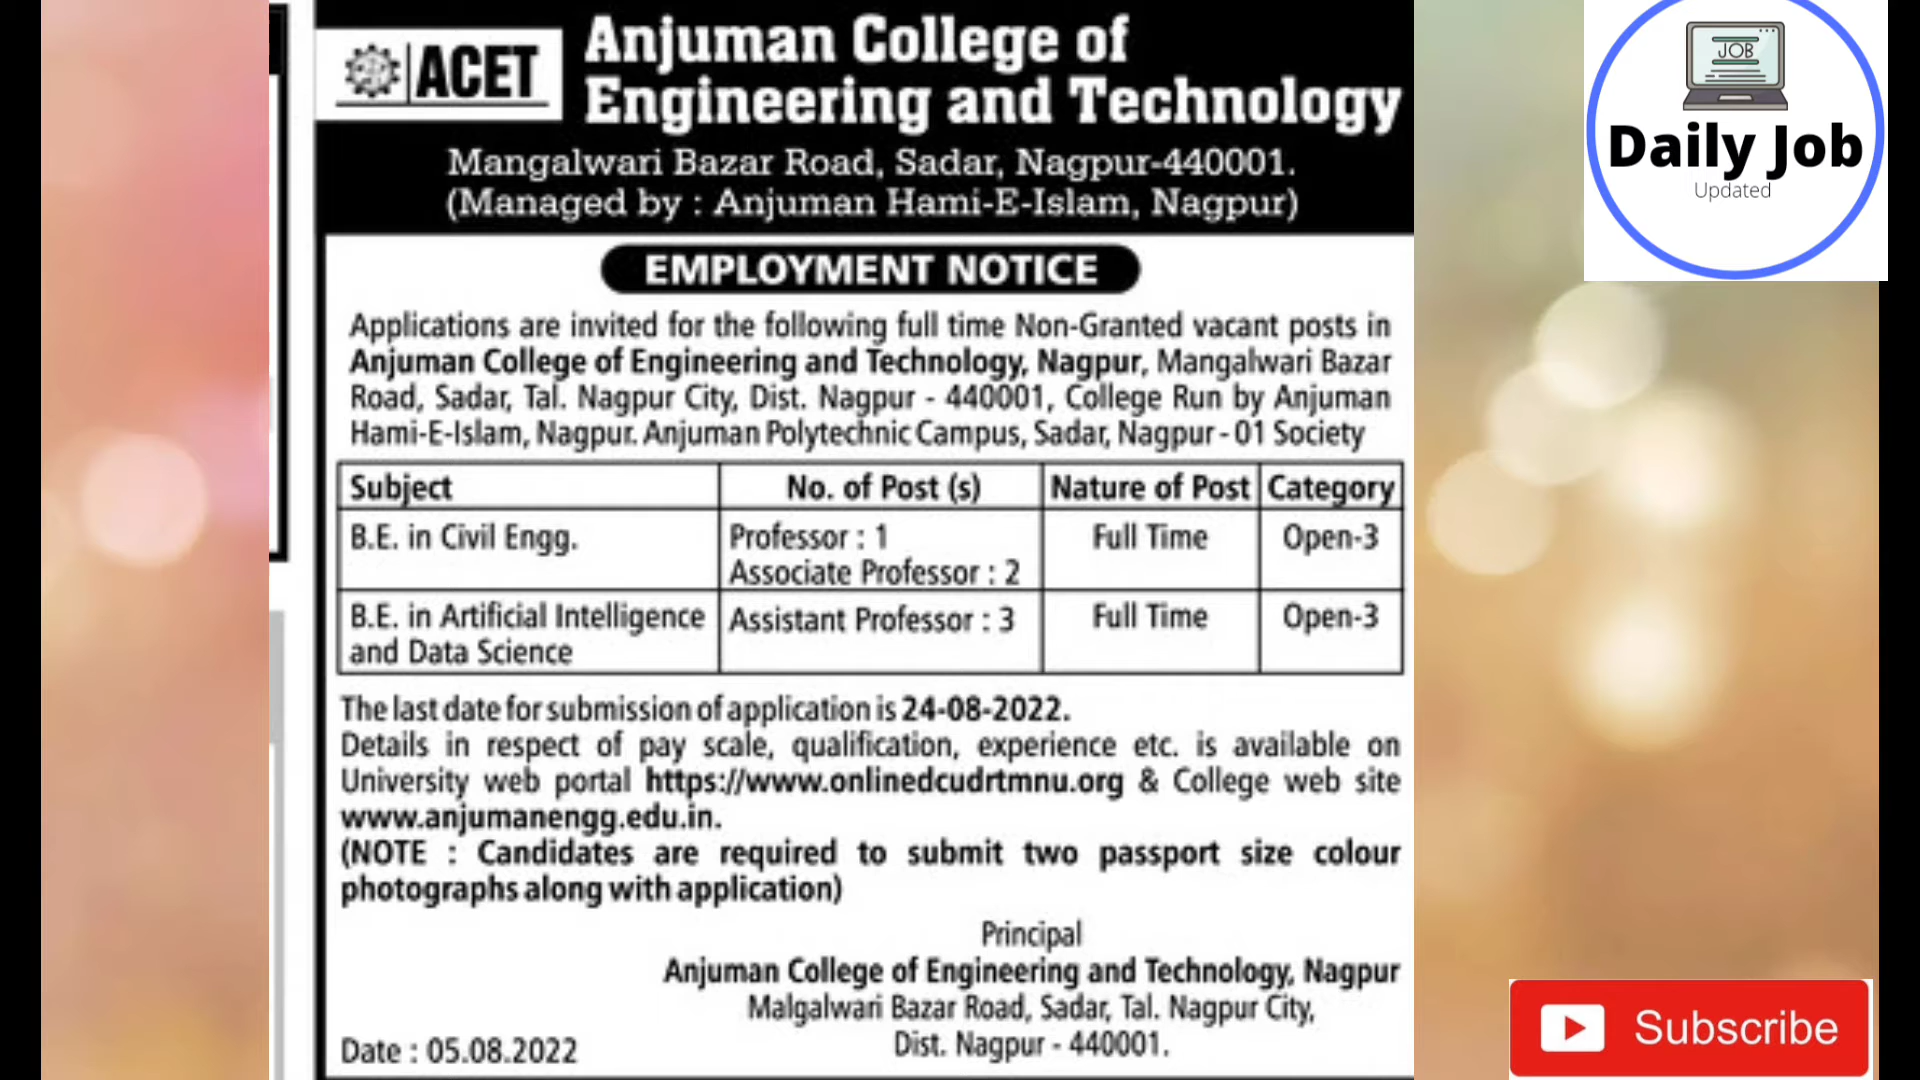 ACET
Anjuman College of
Engineering and Technology
Mangalwari Bazar Road, Sadar, Nagpur-440001.
(Managed by : Anjuman Hami-E-Islam, Nagpur)
EMPLOYMENT NOTICE
Applications are invited for the following full time Non-Granted vacant posts in
Anjuman College of Engineering and Technology, Nagpur, Mangalwari Bazar
Road, Sadar, Tal. Nagpur City, Dist. Nagpur - 440001, College Run by Anjuman
Hami-E-Islam, Nagpur. Anjuman Polytechnic Campus, Sadar, Nagpur - 01 Society
Subject No. of Post (s) Nature of Post Category
B.E. in Civil Engg. Professor : 1 Full Time Open-3
Associate Professor : 2
B.E. in Artificial Intelligence Assistant Professor : 3 Full Time Open-3
and Data Science
The last date for submission of application is 24-08-2022.
Details in respect of pay scale, qualification, experience etc. is available on
University web portal https://www.onlinedcudrtmnu.org & College web site
www.anjumanengg.edu.in.
(NOTE : Candidates are required to submit two passport size colour
photographs along with application)
Principal
Anjuman College of Engineering and Technology, Nagpur
Malgalwari Bazar Road, Sadar, Tal. Nagpur City,
Dist. Nagpur - 440001.
Date : 05.08.2022
JOB
Daily Job
Updated
Subscribe